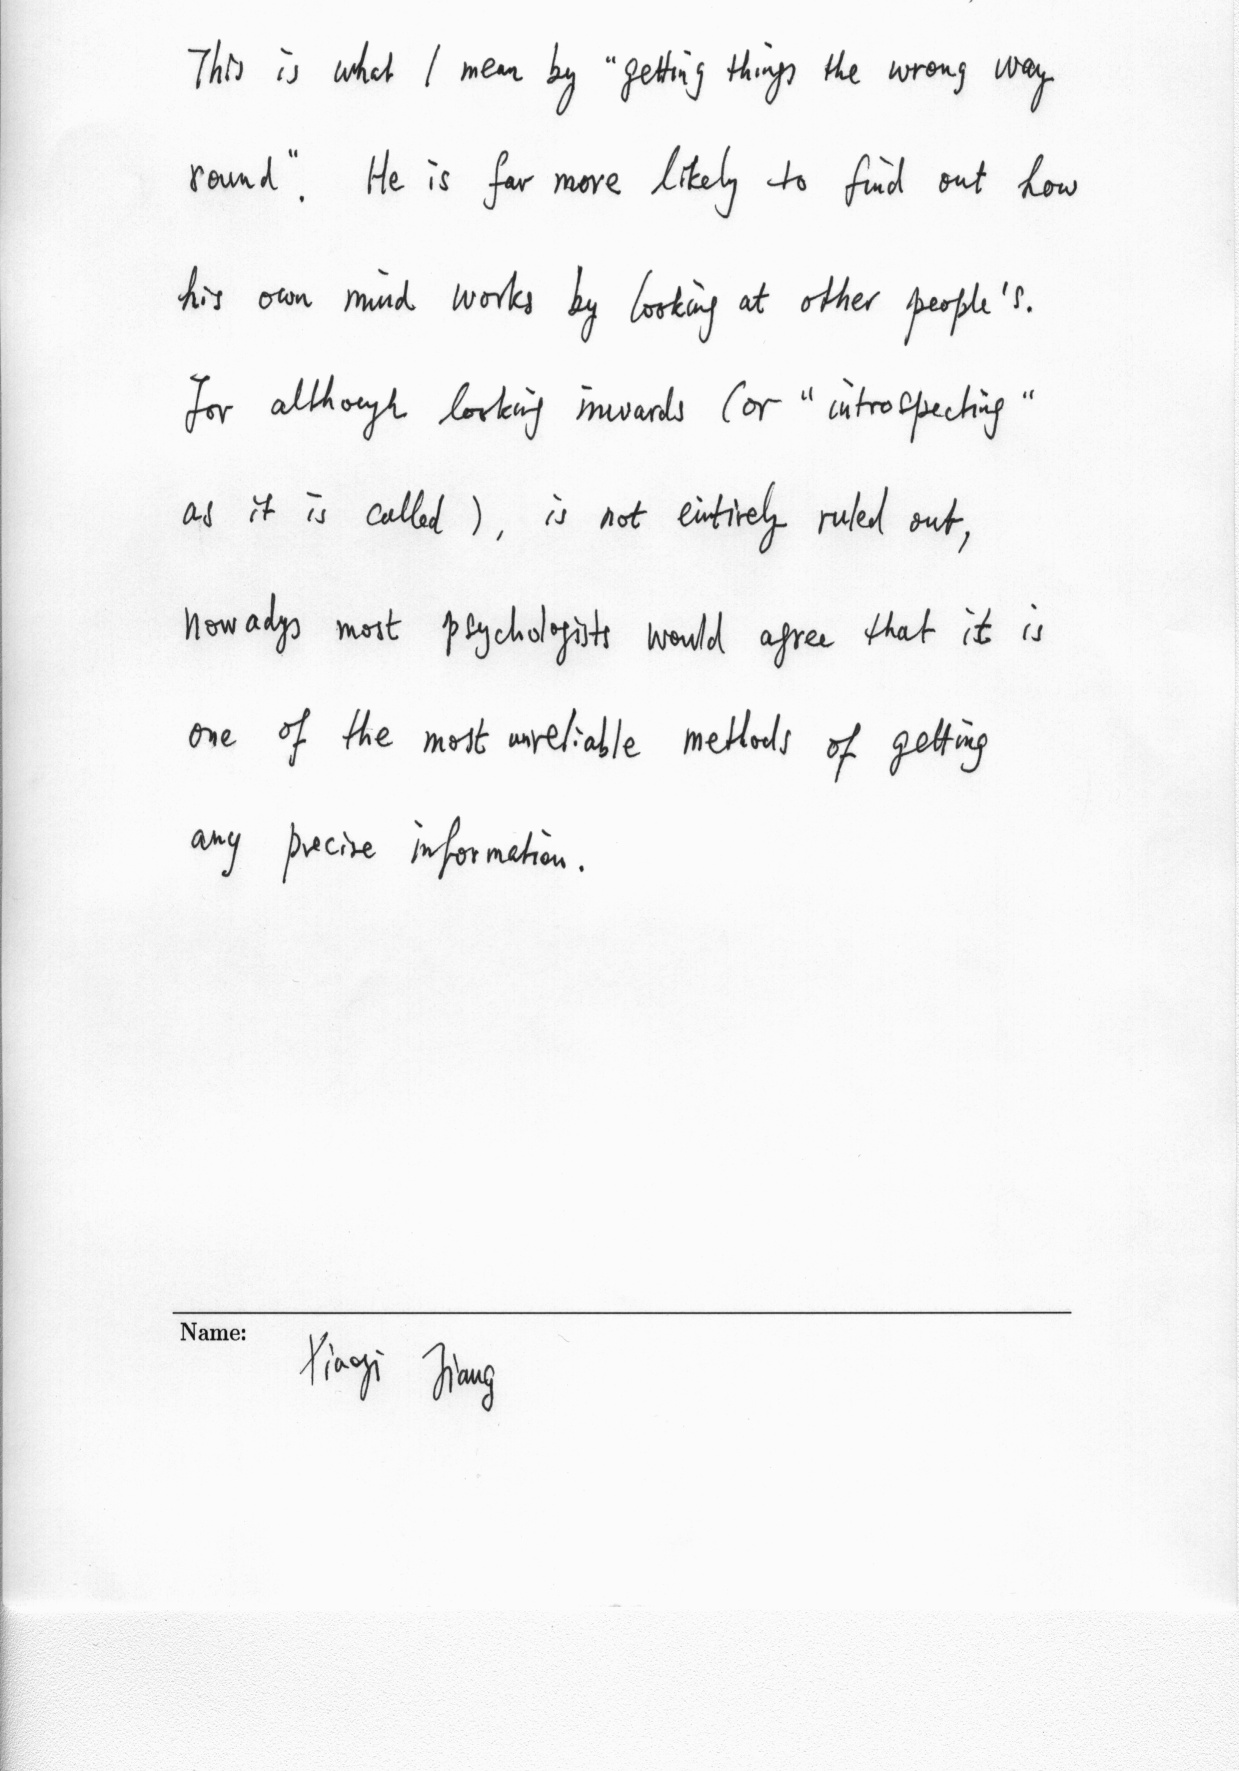 This is what I mean by "getting things the wrong way
round". He is far more likely to find out how
his own mind works by looking at other people's.
For although looking inwards (or "introspecting"
as it is called), is not entirely ruled out,
nowadys most psychologists would agree that it is
one of the most unreliable methods of getting
any precise information.
Name:
Xiaoyi Jiang